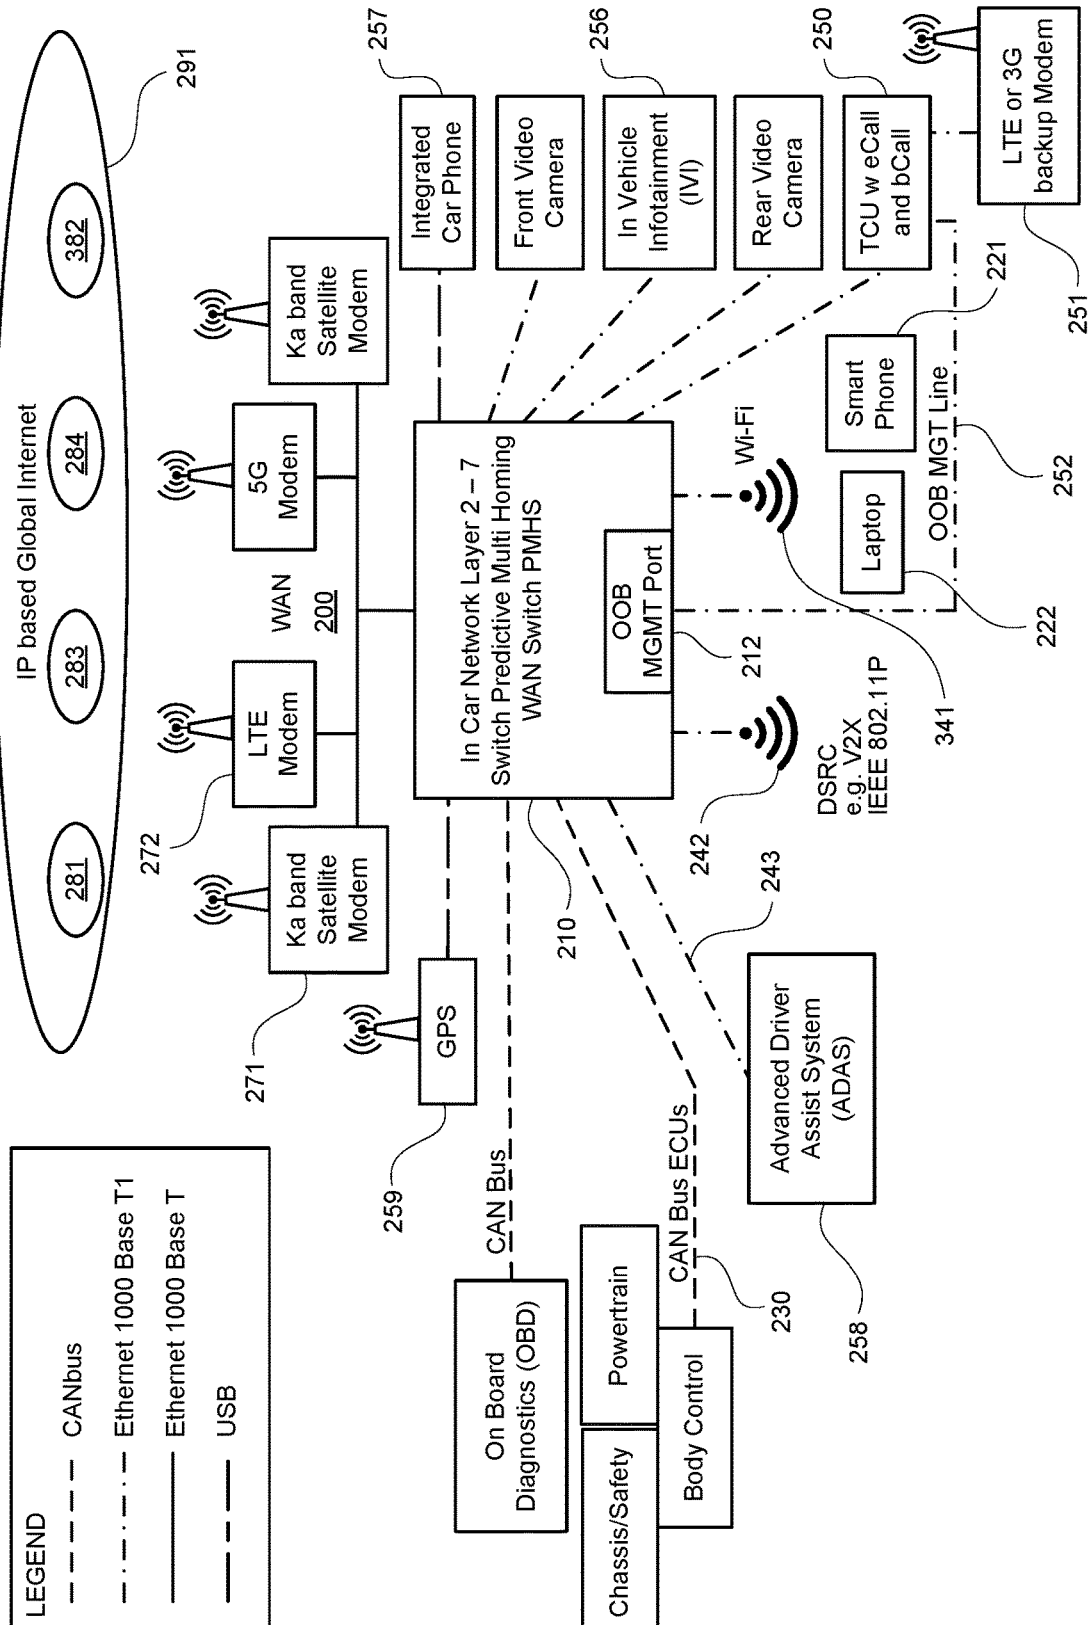 LEGEND
CANbus
Ethernet 1000 Base T1
Ethernet 1000 Base T
USB
IP based Global Internet
281
283
284
382
291
Ka band
Satellite
Modem
271
LTE
Modem
272
WAN
200
5G
Modem
Ka band
Satellite
Modem
GPS
259
In Car Network Layer 2 – 7
Switch Predictive Multi Homing
WAN Switch PMHS
210
OOB
MGMT Port
212
Integrated
Car Phone
257
Front Video
Camera
In Vehicle
Infotainment
(IVI)
256
Rear Video
Camera
TCU w eCall
and bCall
250
LTE or 3G
backup Modem
251
On Board
Diagnostics (OBD)
CAN Bus
Chassis/Safety
Powertrain
Body Control
CAN Bus ECUs
230
Advanced Driver
Assist System
(ADAS)
258
243
242
DSRC
e.g. V2X
IEEE 802.11P
Wi-Fi
341
Laptop
222
Smart
Phone
221
OOB MGT Line
252